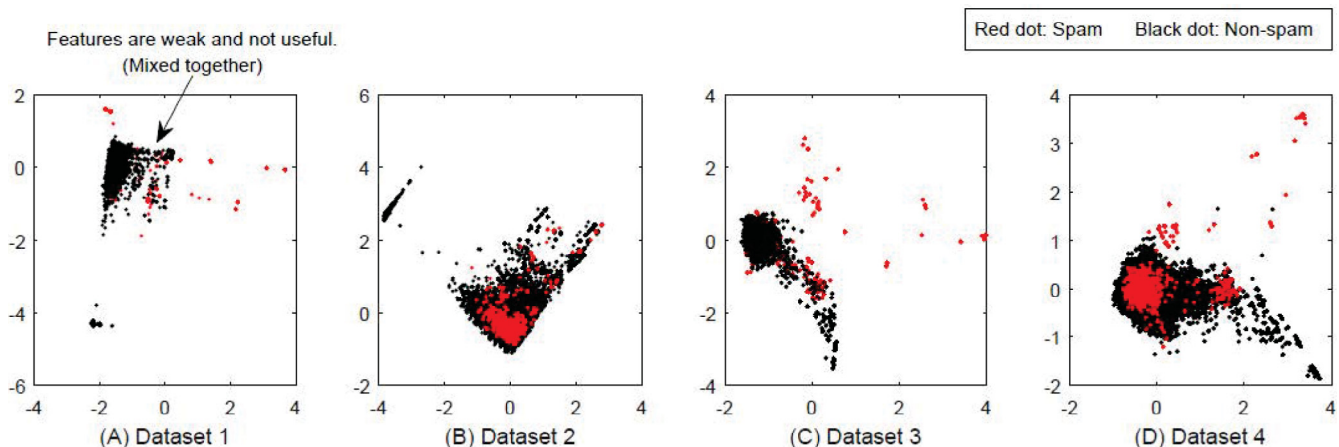 Red dot: Spam Black dot: Non-spam
Features are weak and not useful.
(Mixed together)
2
0
-2
-4
-6
-4 -2 0 2 4
(A) Dataset 1
6
4
2
0
-2
-4 -2 0 2 4
(B) Dataset 2
4
2
0
-2
-4
-2 0 2 4
(C) Dataset 3
4
3
2
1
0
-1
-2
-2 0 2 4
(D) Dataset 4